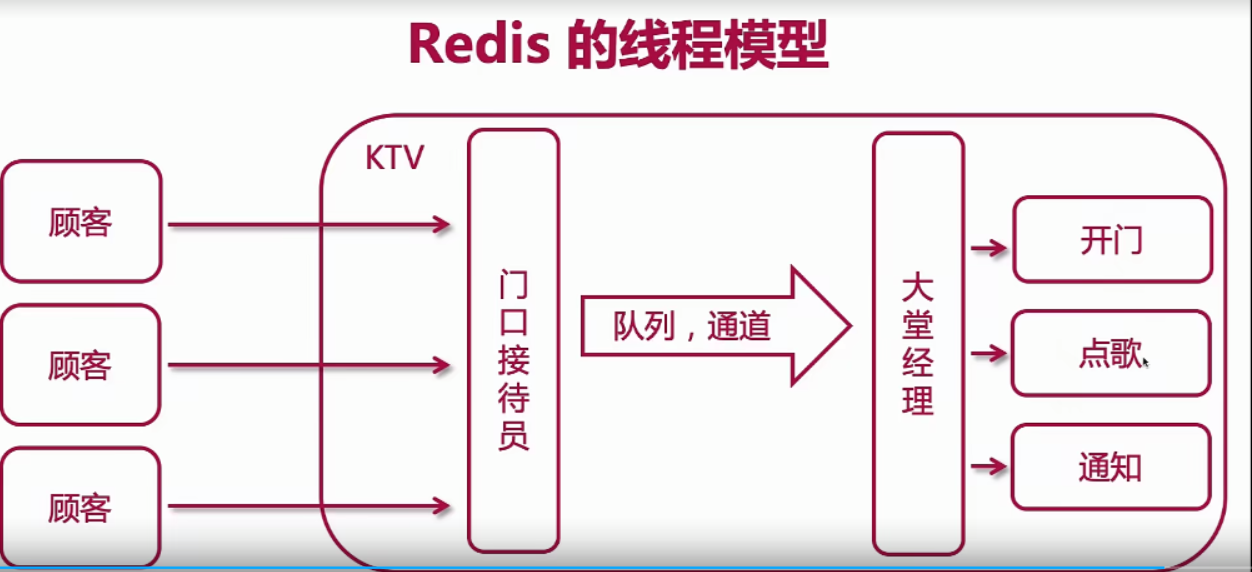 Redis 的线程模型
KTV
顾客
顾客
顾客
门口接待员
队列，通道
大堂经理
开门
点歌
通知